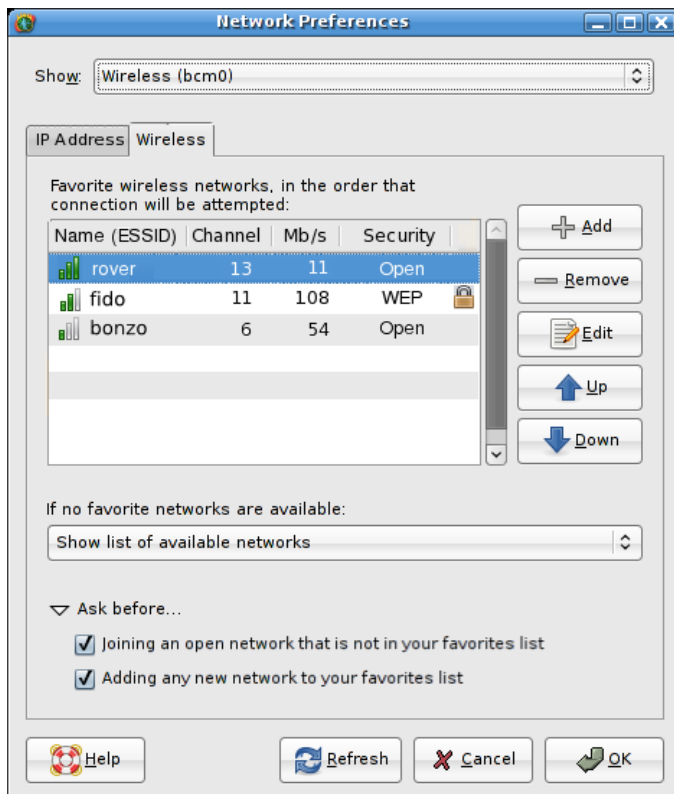 Network Preferences
Show: Wireless (bcm0)
IP Address Wireless
Favorite wireless networks, in the order that
connection will be attempted:
Name (ESSID) Channel Mb/s Security
rover 13 11 Open
fido 11 108 WEP
bonzo 6 54 Open
Add
Remove
Edit
Up
Down
If no favorite networks are available:
Show list of available networks
Ask before...
Joining an open network that is not in your favorites list
Adding any new network to your favorites list
Help Refresh Cancel OK